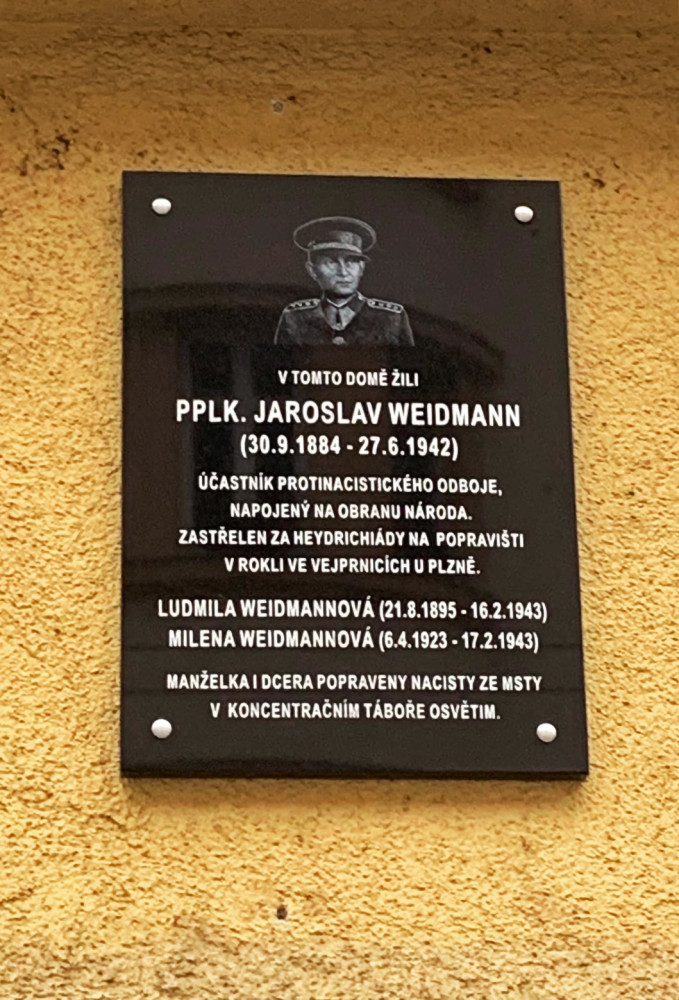 V TOMTO DOMĚ ŽILI
PPLK. JAROSLAV WEIDMANN
(30.9.1884 - 27.6.1942)
ÚČASTNÍK PROTINACISTICKÉHO ODBOJE,
NAPOJENÝ NA OBRANU NÁRODA.
ZASTŘELEN ZA HEYDRICHIÁDY NA POPRAVIŠTI
V ROKLI VE VEJPRNICÍCH U PLZNĚ.
LUDMILA WEIDMANNOVÁ (21.8.1895 - 16.2.1943)
MILENA WEIDMANNOVÁ (6.4.1923 - 17.2.1943)
MANŽELKA I DCERA POPRAVENY NACISTY ZE MSTY
V KONCENTRAČNÍM TÁBOŘE OSVĚTIM.